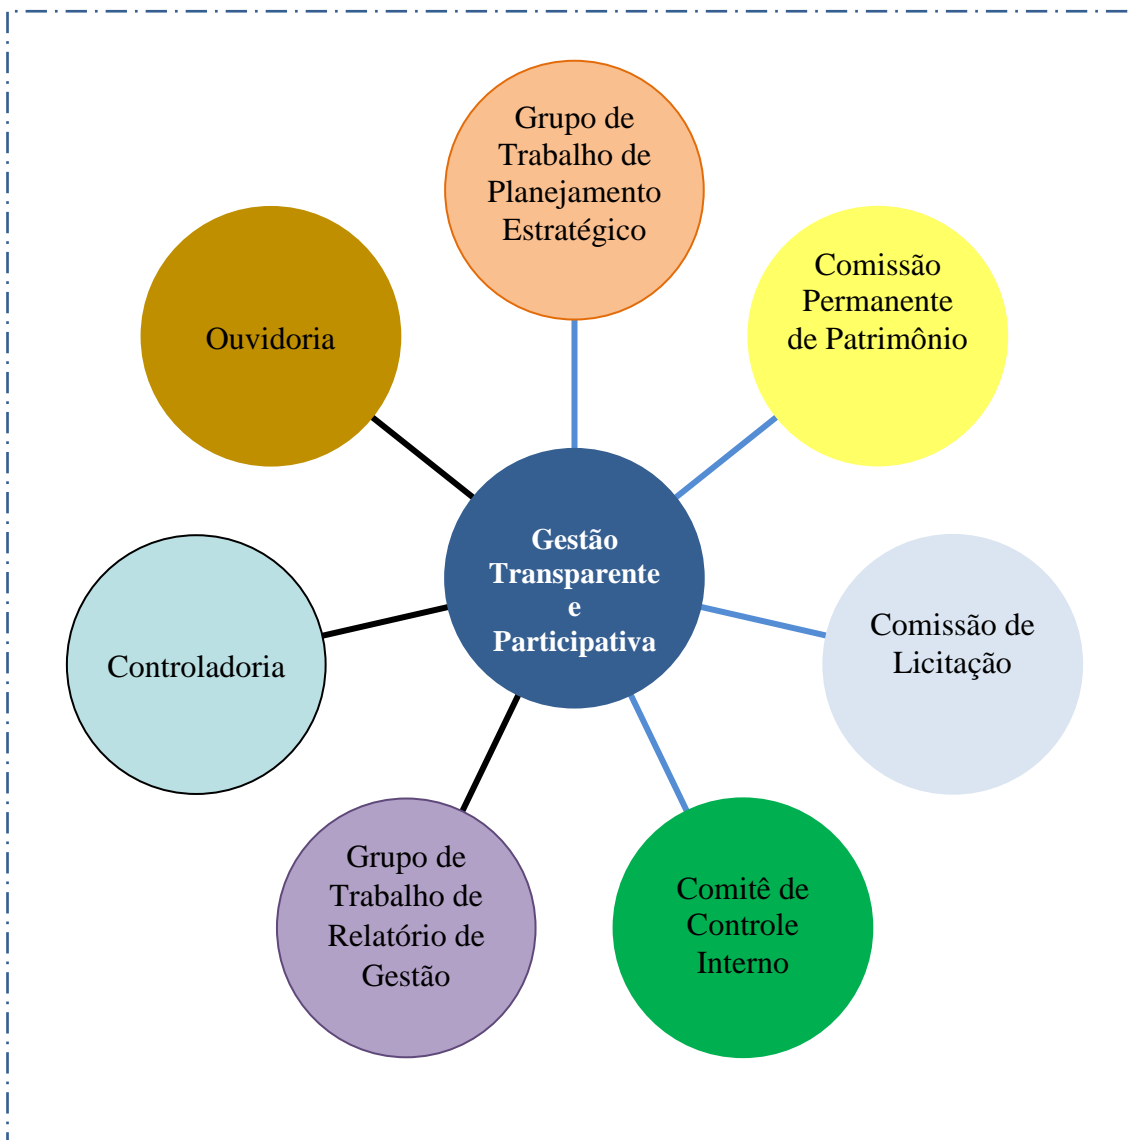 Grupo de
Trabalho de
Planejamento
Estratégico
Comissão
Permanente
de Patrimônio
Ouvidoria
Gestão
Transparente
e
Participativa
Comissão de
Licitação
Controladoria
Grupo de
Trabalho de
Relatório de
Gestão
Comitê de
Controle
Interno